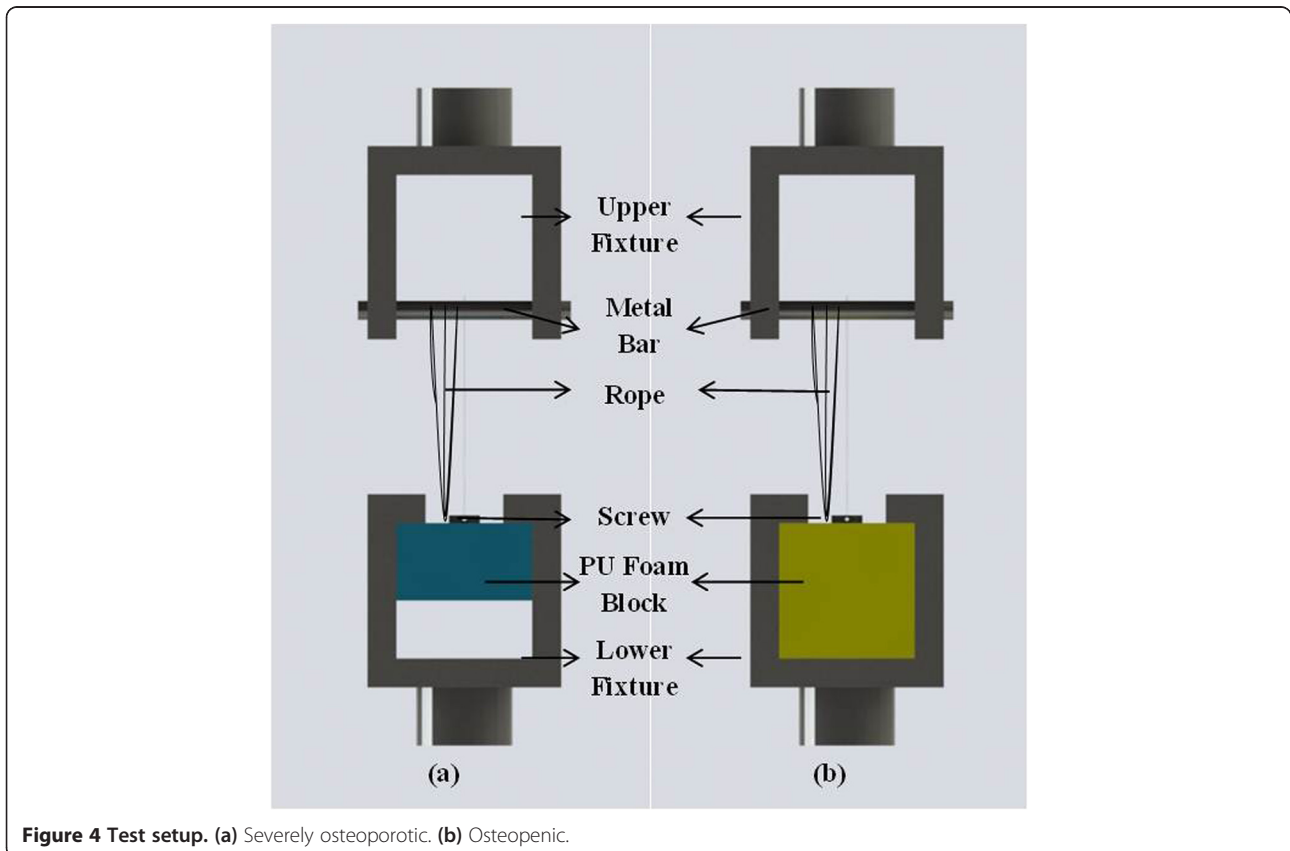 Upper
Fixture
Metal
Bar
Rope
Screw
PU Foam
Block
Lower
Fixture
(a)
(b)
Figure 4 Test setup. (a) Severely osteoporotic. (b) Osteopenic.